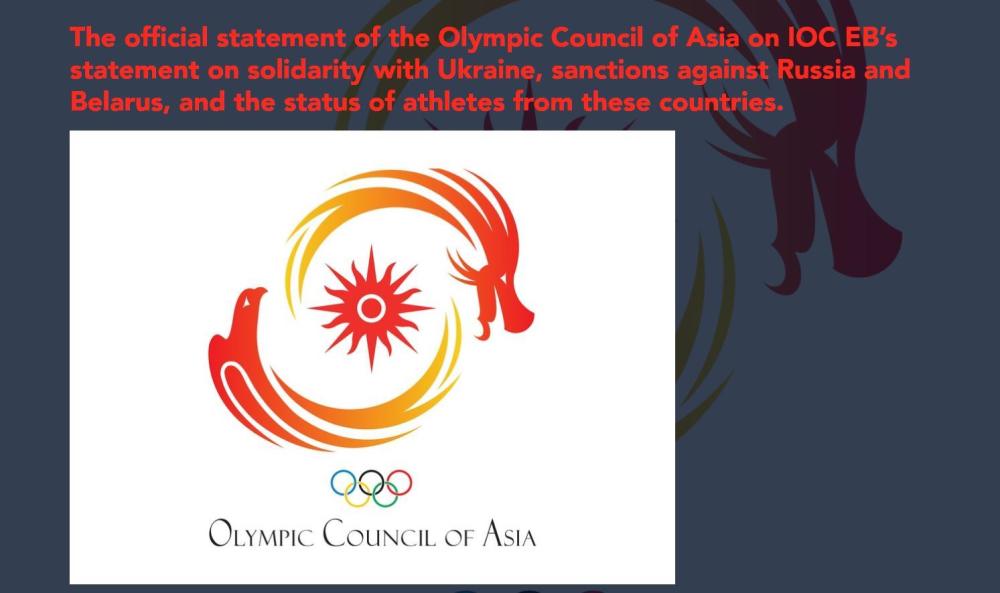 The official statement of the Olympic Council of Asia on IOC EB's
statement on solidarity with Ukraine, sanctions against Russia and
Belarus, and the status of athletes from these countries.
Olympic Council of Asia